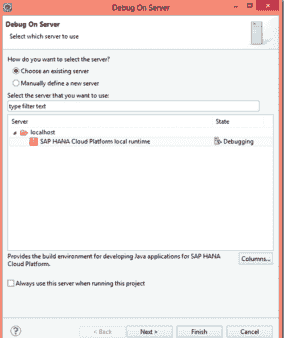 Debug On Server
Debug On Server
Select which server to use
How do you want to select the server?
Choose an existing server
Manually define a new server
Select the server that you want to use:
type filter text
Server State
localhost
SAP HANA Cloud Platform local runtime Debugging
Provides the build environment for developing Java applications for SAP HANA
Cloud Platform.
Columns...
Always use this server when running this project
? < Back Next > Finish Cancel